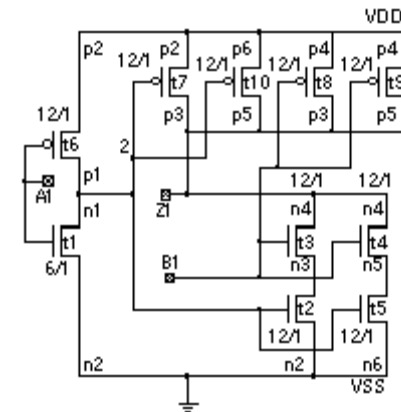 VDD
p2 p2 p6 p4 p4
12/1 12/1 12/1 12/1
t7 t10 t8 t9
12/1 p3 p5 p3 p5
t6 2
p1
A1 n1 Z1 12/1 12/1
n4 n4
t1 B1 t3 t4
6/1 n3 n5
t2 t5
12/1 12/1
n2 n2 n6
VSS